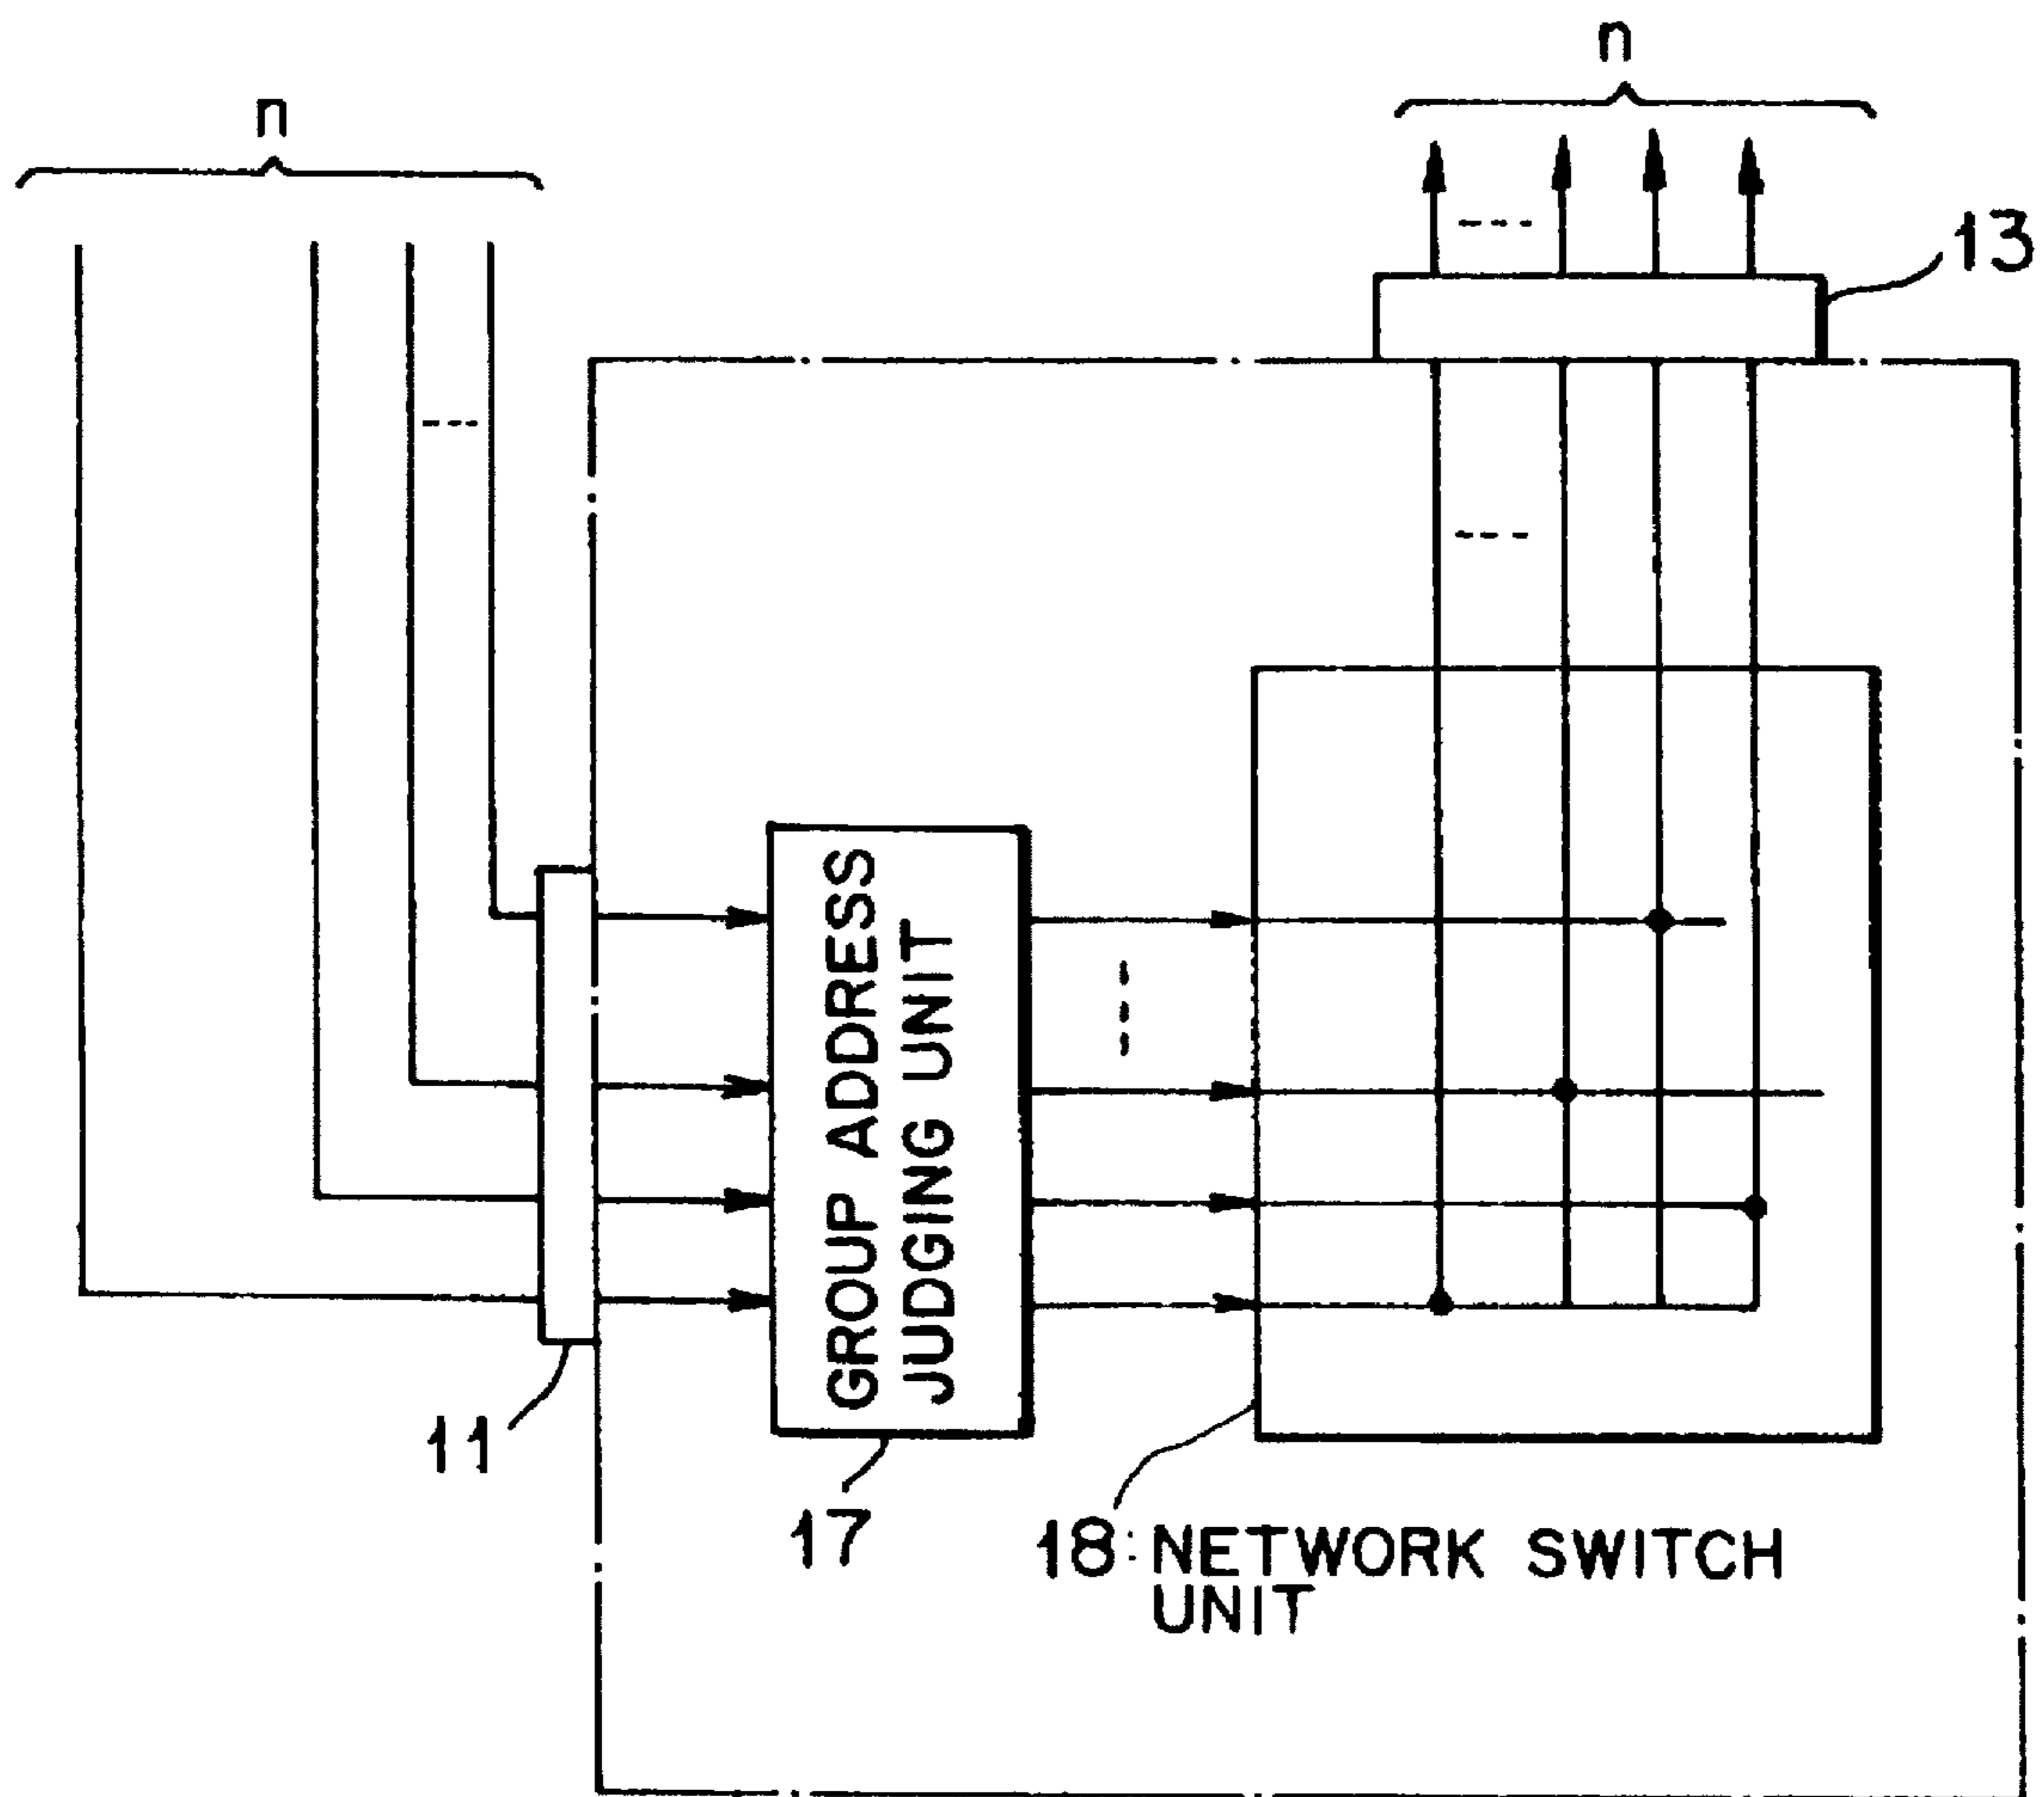 n
n
13
GROUP ADDRESS
JUDGING UNIT
11
17
18: NETWORK SWITCH
UNIT